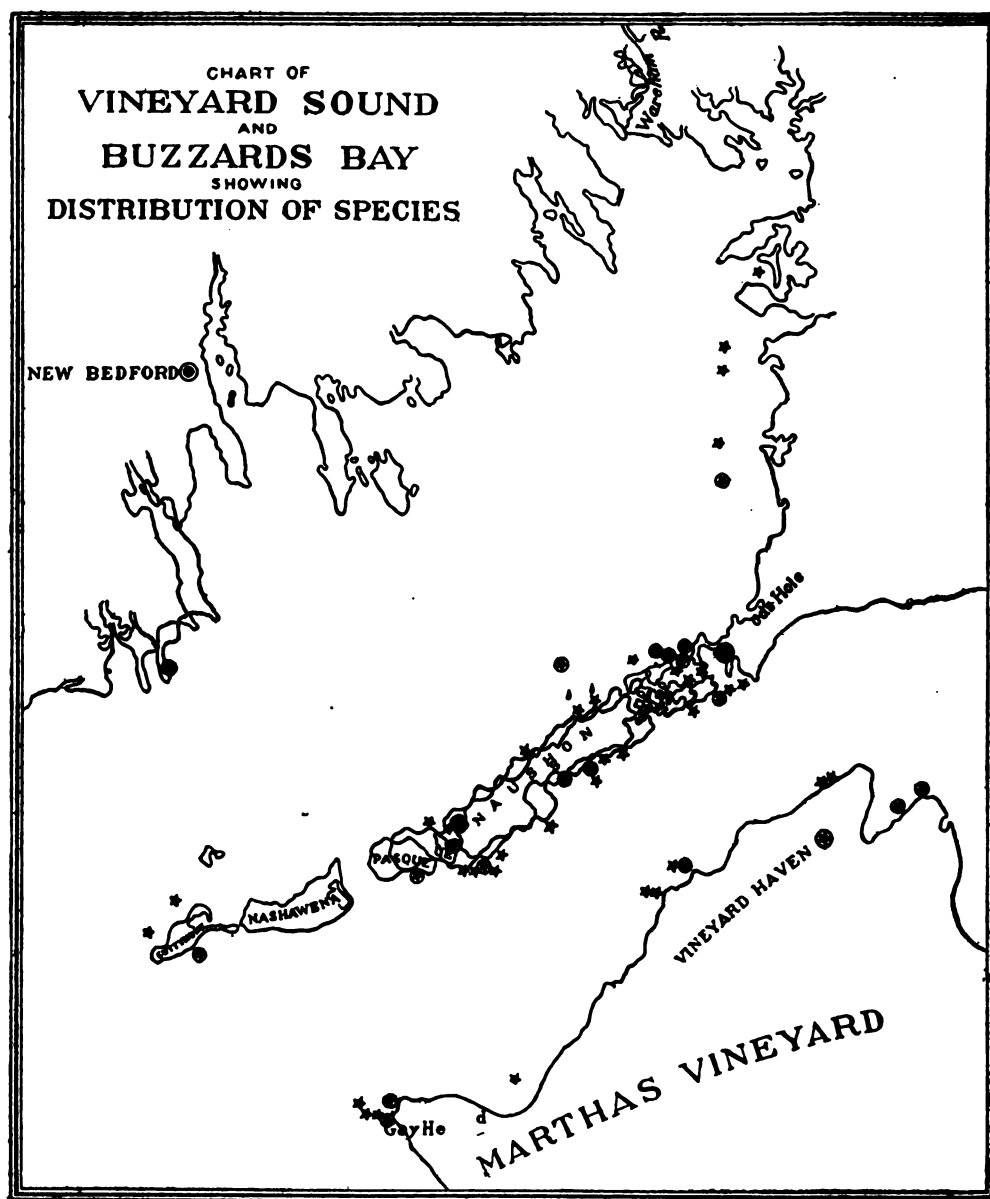 CHART OF
VINEYARD SOUND
AND
BUZZARDS BAY
SHOWING
DISTRIBUTION OF SPECIES
Wareham R
NEW BEDFORD
ods Hole
NAUSHON
PASQUE
NASHAWENA
VINEYARD HAVEN
MARTHAS VINEYARD
Gay He d